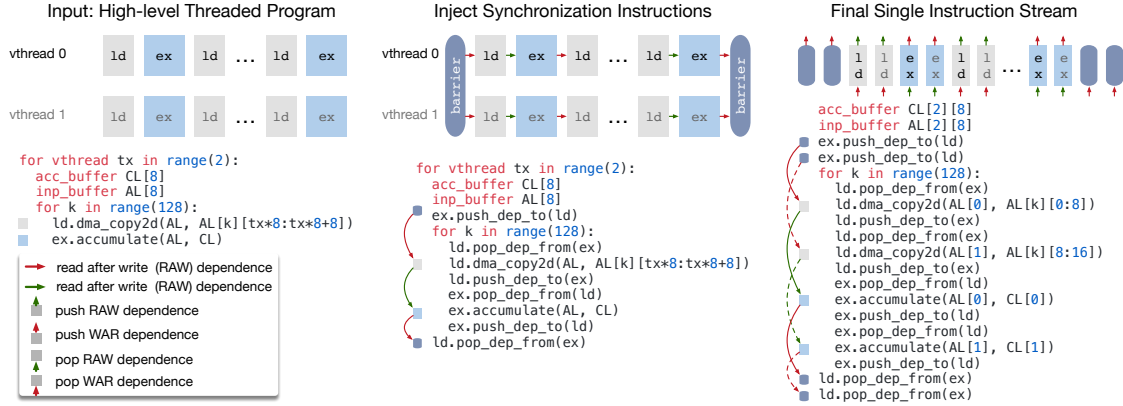 Input: High-level Threaded Program
vthread 0
ld ex ld ... ld ex
vthread 1
ld ex ld ... ld ex
for vthread tx in range(2):
acc_buffer CL[8]
inp_buffer AL[8]
for k in range(128):
ld.dma_copy2d(AL, AL[k][tx*8:tx*8+8])
ex.accumulate(AL, CL)
read after write (RAW) dependence
read after write (RAW) dependence
push RAW dependence
push WAR dependence
pop RAW dependence
pop WAR dependence
Inject Synchronization Instructions
vthread 0
barrier
ld ex ld ... ld ex
barrier
vthread 1
ld ex ld ... ld ex
for vthread tx in range(2):
acc_buffer CL[8]
inp_buffer AL[8]
ex.push_dep_to(ld)
for k in range(128):
ld.pop_dep_from(ex)
ld.dma_copy2d(AL, AL[k][tx*8:tx*8+8])
ld.push_dep_to(ex)
ex.pop_dep_from(ld)
ex.accumulate(AL, CL)
ex.push_dep_to(ld)
ld.pop_dep_from(ex)
Final Single Instruction Stream
ld ld ex ex ld ld ... ex ex
acc_buffer CL[2][8]
inp_buffer AL[2][8]
ex.push_dep_to(ld)
ex.push_dep_to(ld)
for k in range(128):
ld.pop_dep_from(ex)
ld.dma_copy2d(AL[0], AL[k][0:8])
ld.push_dep_to(ex)
ld.pop_dep_from(ex)
ld.dma_copy2d(AL[1], AL[k][8:16])
ld.push_dep_to(ex)
ex.pop_dep_from(ld)
ex.accumulate(AL[0], CL[0])
ex.push_dep_to(ld)
ex.pop_dep_from(ld)
ex.accumulate(AL[1], CL[1])
ex.push_dep_to(ld)
ld.pop_dep_from(ex)
ld.pop_dep_from(ex)